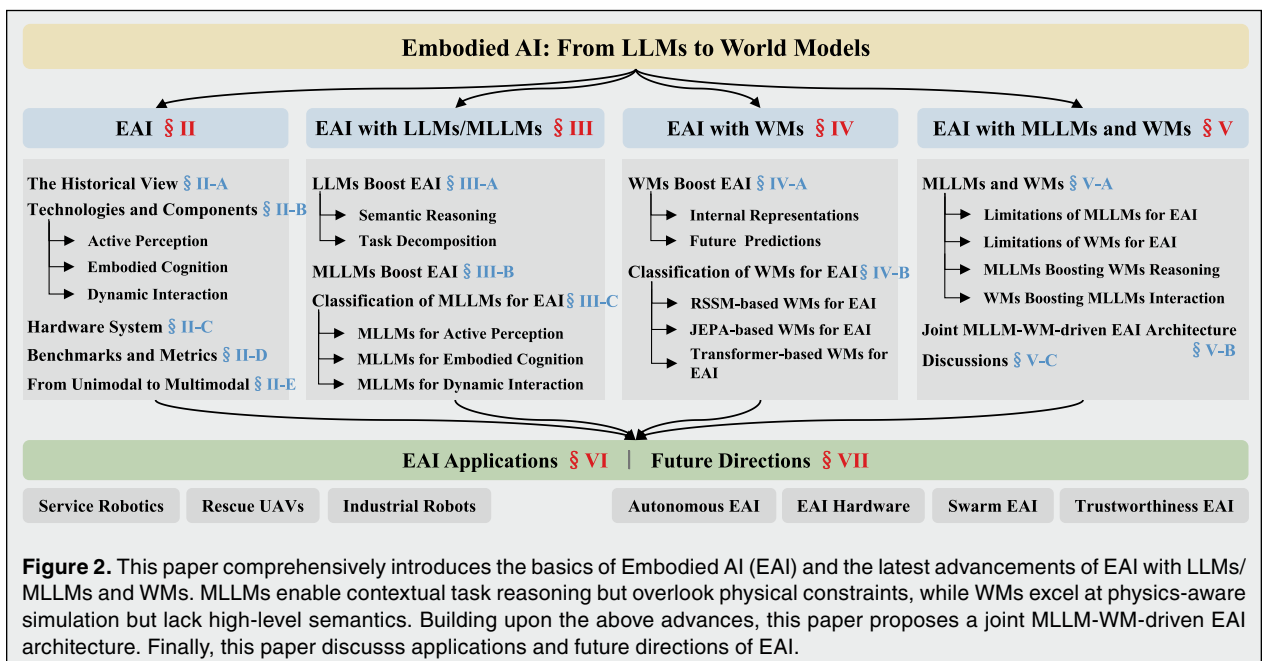 Embodied AI: From LLMs to World Models
EAI § II
The Historical View § II-A
Technologies and Components § II-B
Active Perception
Embodied Cognition
Dynamic Interaction
Hardware System § II-C
Benchmarks and Metrics § II-D
From Unimodal to Multimodal § II-E
EAI with LLMs/MLLMs § III
LLMs Boost EAI § III-A
Semantic Reasoning
Task Decomposition
MLLMs Boost EAI § III-B
Classification of MLLMs for EAI § III-C
MLLMs for Active Perception
MLLMs for Embodied Cognition
MLLMs for Dynamic Interaction
EAI with WMs § IV
WMs Boost EAI § IV-A
Internal Representations
Future Predictions
Classification of WMs for EAI § IV-B
RSSM-based WMs for EAI
JEPA-based WMs for EAI
Transformer-based WMs for
EAI
EAI with MLLMs and WMs § V
MLLMs and WMs § V-A
Limitations of MLLMs for EAI
Limitations of WMs for EAI
MLLMs Boosting WMs Reasoning
WMs Boosting MLLMs Interaction
Joint MLLM-WM-driven EAI Architecture
§ V-B
Discussions § V-C
EAI Applications § VI | Future Directions § VII
Service Robotics
Rescue UAVs
Industrial Robots
Autonomous EAI
EAI Hardware
Swarm EAI
Trustworthiness EAI
Figure 2. This paper comprehensively introduces the basics of Embodied AI (EAI) and the latest advancements of EAI with LLMs/
MLLMs and WMs. MLLMs enable contextual task reasoning but overlook physical constraints, while WMs excel at physics-aware
simulation but lack high-level semantics. Building upon the above advances, this paper proposes a joint MLLM-WM-driven EAI
architecture. Finally, this paper discusss applications and future directions of EAI.